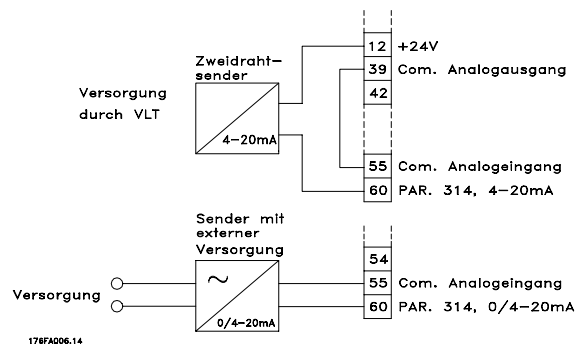 12 +24V
Zweidraht-
sender
39 Com. Analogausgang
Versorgung
durch VLT
42
4-20mA
55 Com. Analogeingang
60 PAR. 314, 4-20mA
Sender mit
externer
Versorgung
54
~
55 Com. Analogeingang
Versorgung
60 PAR. 314, 0/4-20mA
0/4-20mA
176FA006.14